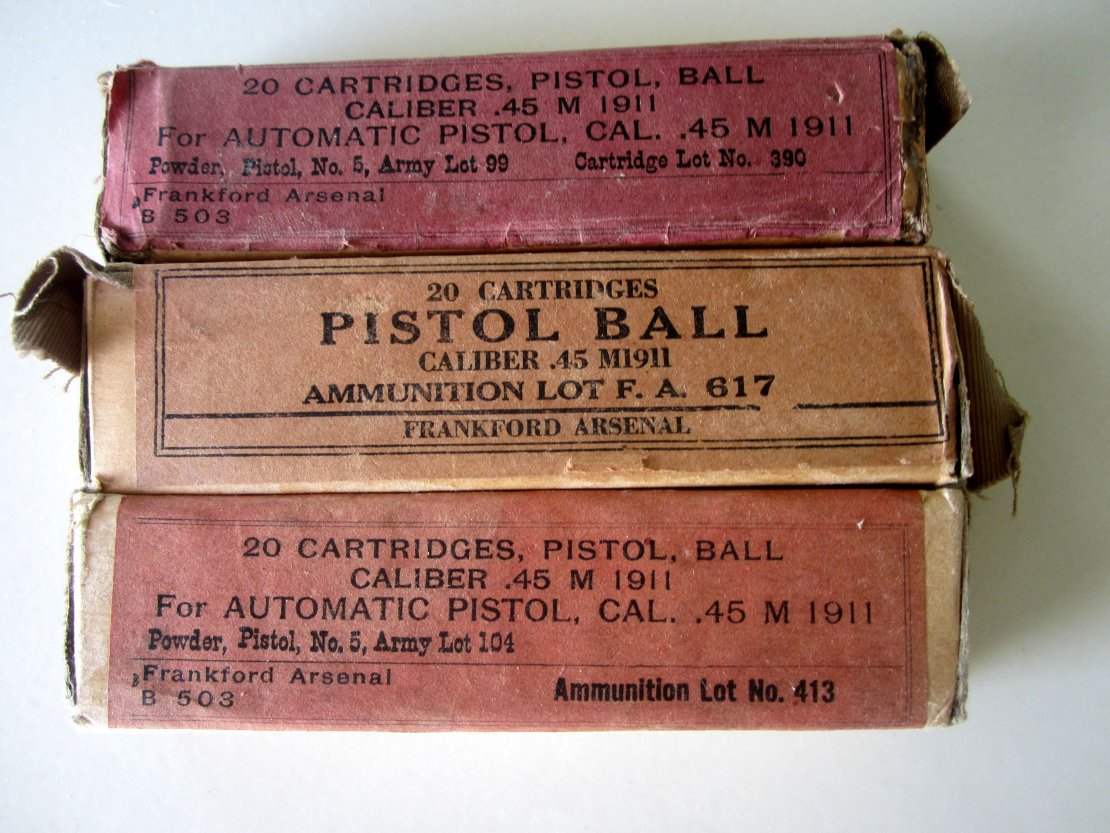 20 CARTRIDGES, PISTOL, BALL
CALIBER .45 M 1911
For AUTOMATIC PISTOL, CAL. .45 M 1911
Powder, Pistol, No. 5, Army Lot 99 Cartridge Lot No. 390
Frankford Arsenal
B 503
20 CARTRIDGES
PISTOL BALL
CALIBER .45 M1911
AMMUNITION LOT F. A. 617
FRANKFORD ARSENAL
20 CARTRIDGES, PISTOL, BALL
CALIBER .45 M 1911
For AUTOMATIC PISTOL, CAL. .45 M 1911
Powder, Pistol, No. 5, Army Lot 104
Frankford Arsenal
B 503 Ammunition Lot No. 413